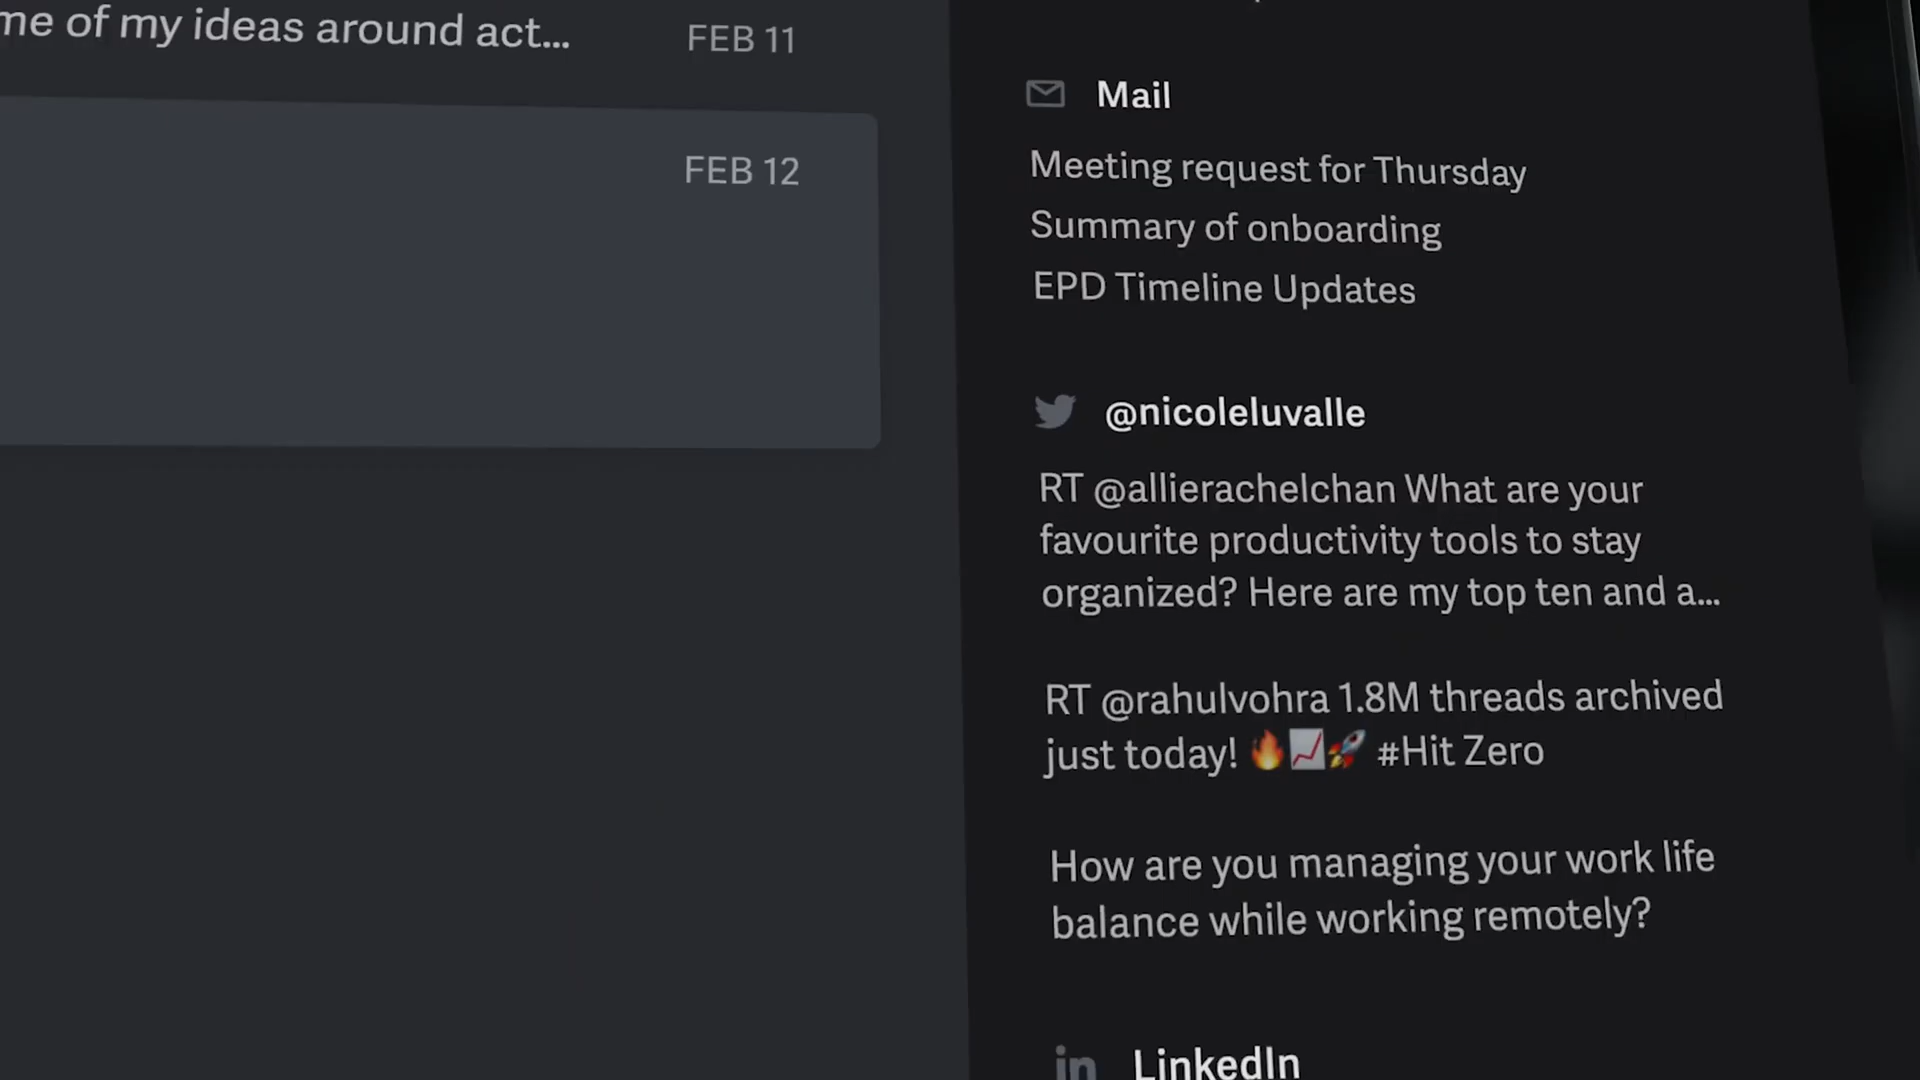 me of my ideas around act...
FEB 11
FEB 12
Mail
Meeting request for Thursday
Summary of onboarding
EPD Timeline Updates
@nicoleluvalle
RT @allierachelchan What are your
favourite productivity tools to stay
organized? Here are my top ten and a...
RT @rahulvohra 1.8M threads archived
just today! 🔥📈🚀 #Hit Zero
How are you managing your work life
balance while working remotely?
in LinkedIn